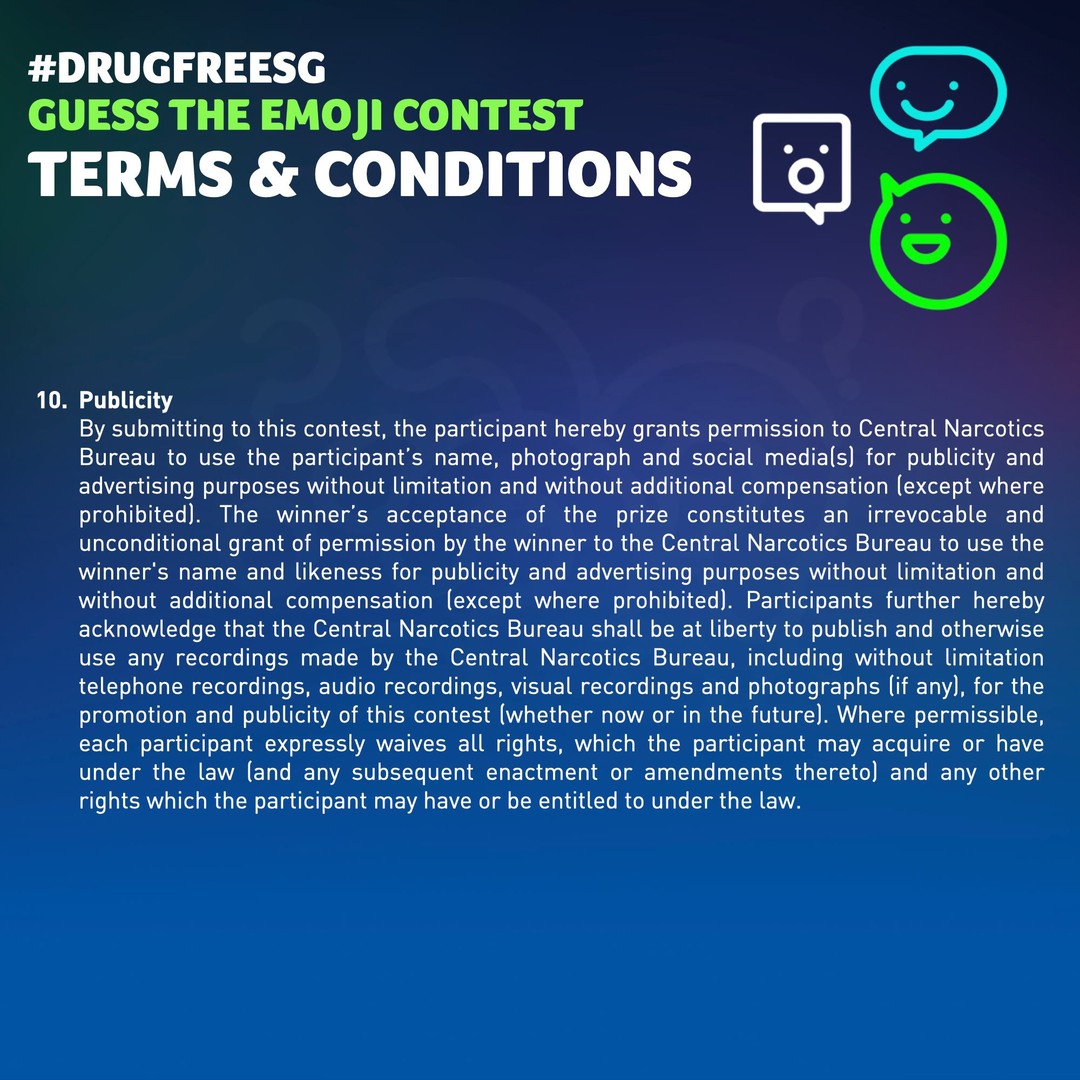 #DRUGFREESG
GUESS THE EMOJI CONTEST
TERMS & CONDITIONS
10. Publicity
By submitting to this contest, the participant hereby grants permission to Central Narcotics
Bureau to use the participant’s name, photograph and social media(s) for publicity and
advertising purposes without limitation and without additional compensation (except where
prohibited). The winner’s acceptance of the prize constitutes an irrevocable and
unconditional grant of permission by the winner to the Central Narcotics Bureau to use the
winner's name and likeness for publicity and advertising purposes without limitation and
without additional compensation (except where prohibited). Participants further hereby
acknowledge that the Central Narcotics Bureau shall be at liberty to publish and otherwise
use any recordings made by the Central Narcotics Bureau, including without limitation
telephone recordings, audio recordings, visual recordings and photographs (if any), for the
promotion and publicity of this contest (whether now or in the future). Where permissible,
each participant expressly waives all rights, which the participant may acquire or have
under the law (and any subsequent enactment or amendments thereto) and any other
rights which the participant may have or be entitled to under the law.